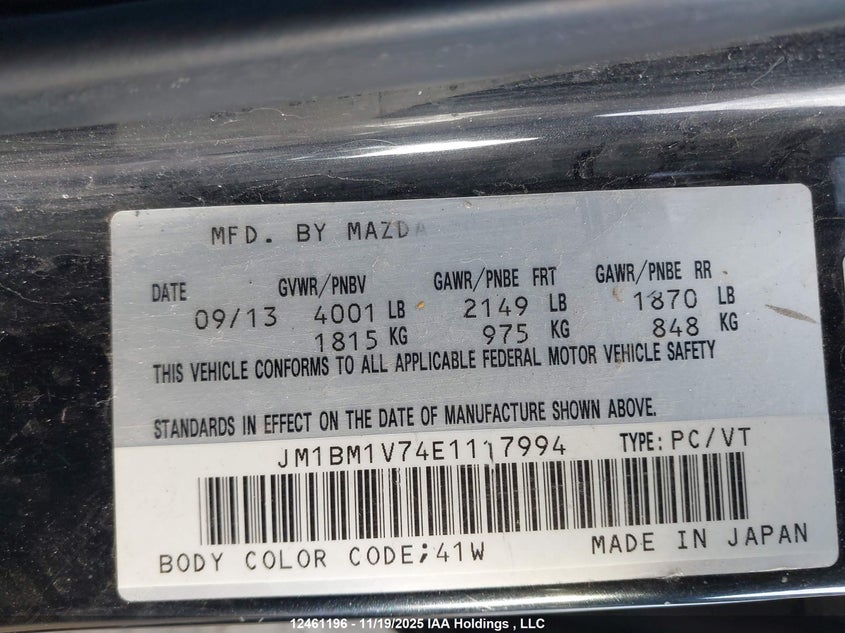 MFD. BY MAZDA
DATE GVWR/PNBV GAWR/PNBE FRT GAWR/PNBE RR
09/13 4001 LB 2149 LB 1870 LB
1815 KG 975 KG 848 KG
THIS VEHICLE CONFORMS TO ALL APPLICABLE FEDERAL MOTOR VEHICLE SAFETY
STANDARDS IN EFFECT ON THE DATE OF MANUFACTURE SHOWN ABOVE.
JM1BM1V74E1117994 TYPE: PC/VT
BODY COLOR CODE;41W MADE IN JAPAN
12461196 - 11/19/2025 IAA Holdings , LLC